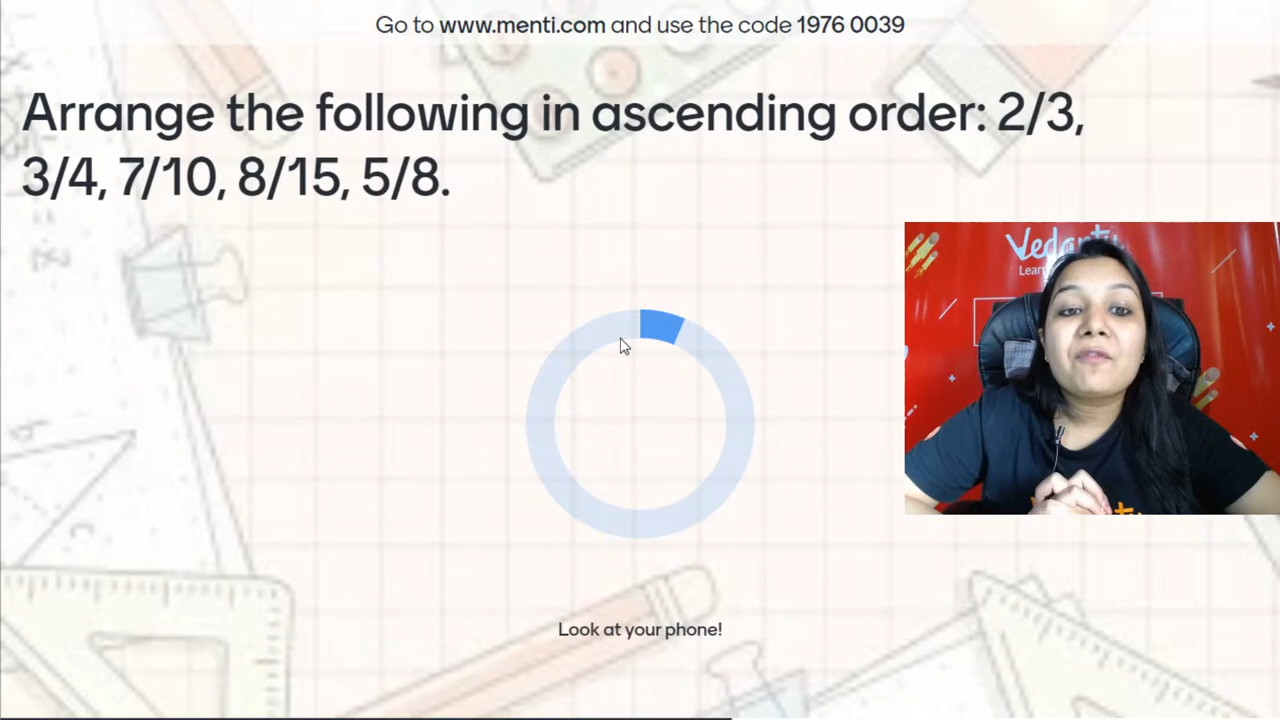 Go to www.menti.com and use the code 1976 0039
Arrange the following in ascending order: 2/3,
3/4, 7/10, 8/15, 5/8.
Vedantu
Look at your phone!